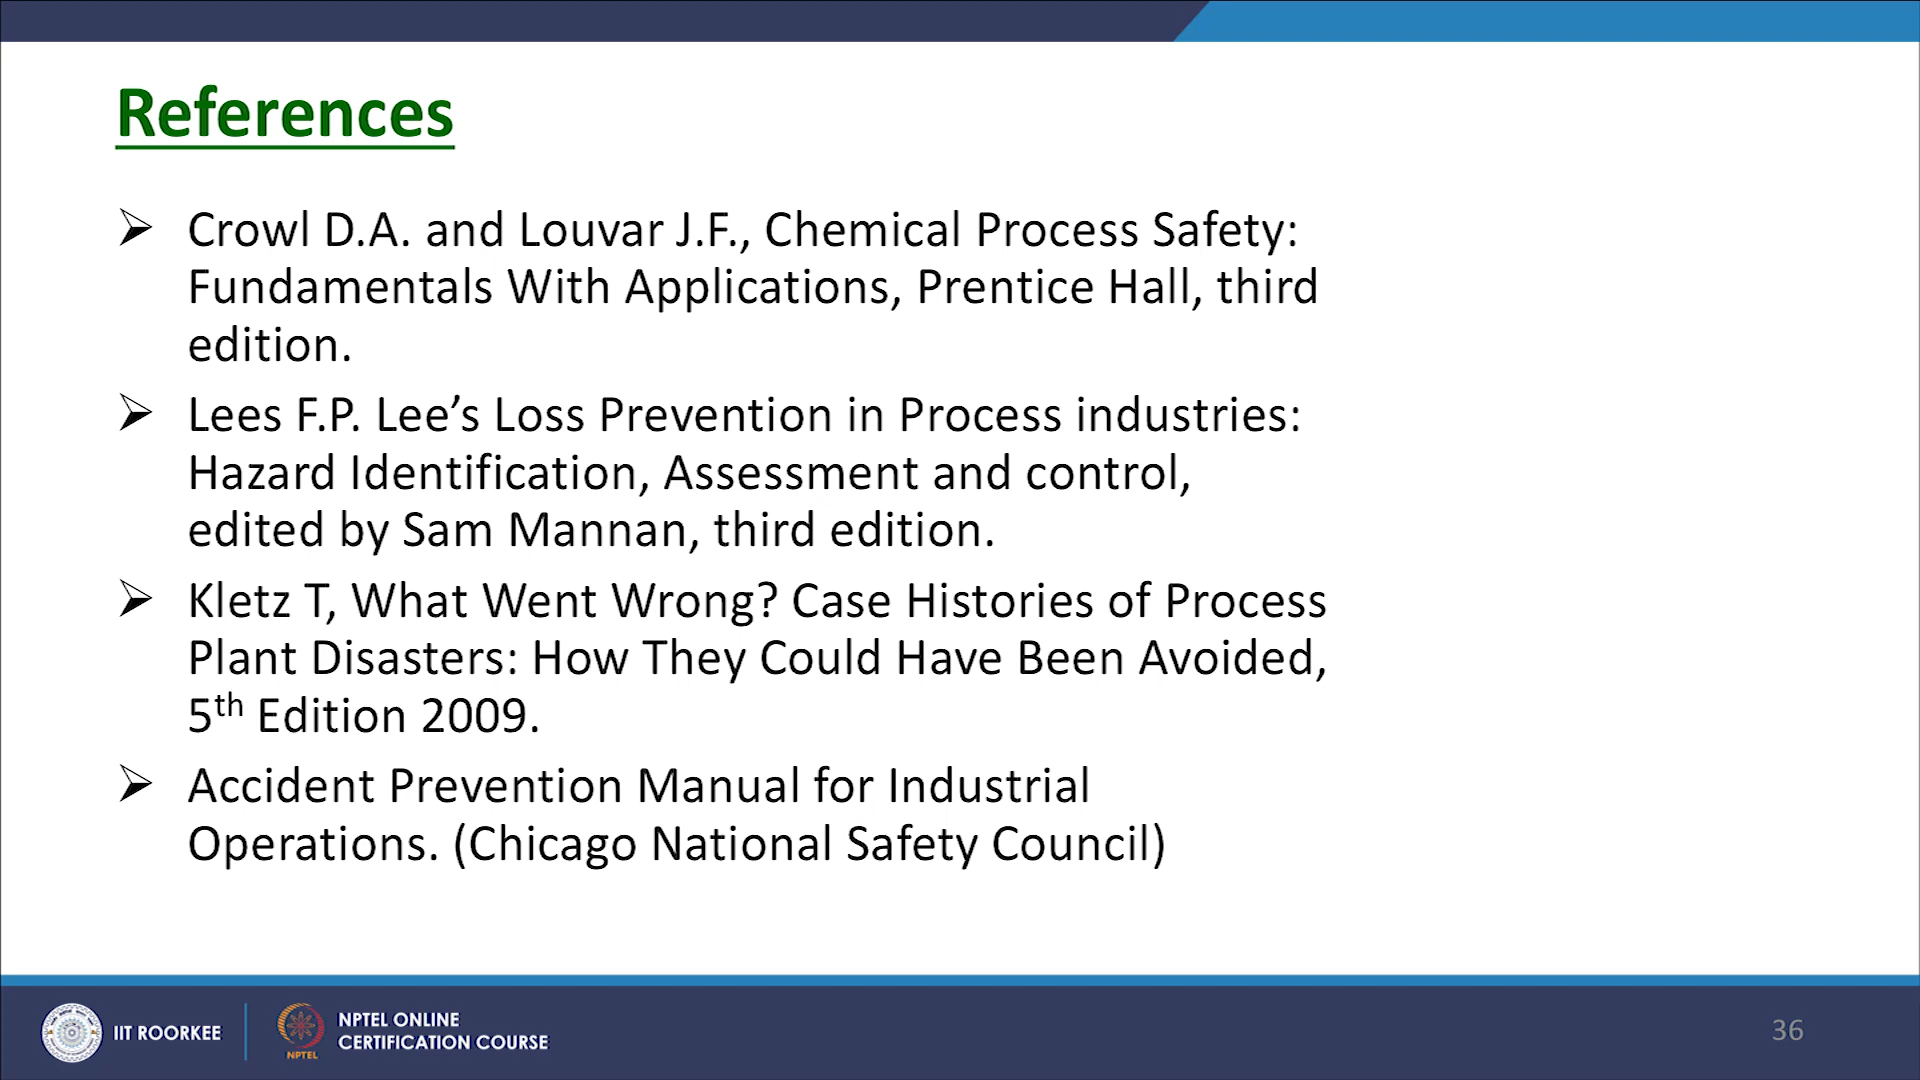 References
➢ Crowl D.A. and Louvar J.F., Chemical Process Safety:
Fundamentals With Applications, Prentice Hall, third
edition.
➢ Lees F.P. Lee’s Loss Prevention in Process industries:
Hazard Identification, Assessment and control,
edited by Sam Mannan, third edition.
➢ Kletz T, What Went Wrong? Case Histories of Process
Plant Disasters: How They Could Have Been Avoided,
5th Edition 2009.
➢ Accident Prevention Manual for Industrial
Operations. (Chicago National Safety Council)
IIT ROORKEE
NPTEL
NPTEL ONLINE
CERTIFICATION COURSE
36